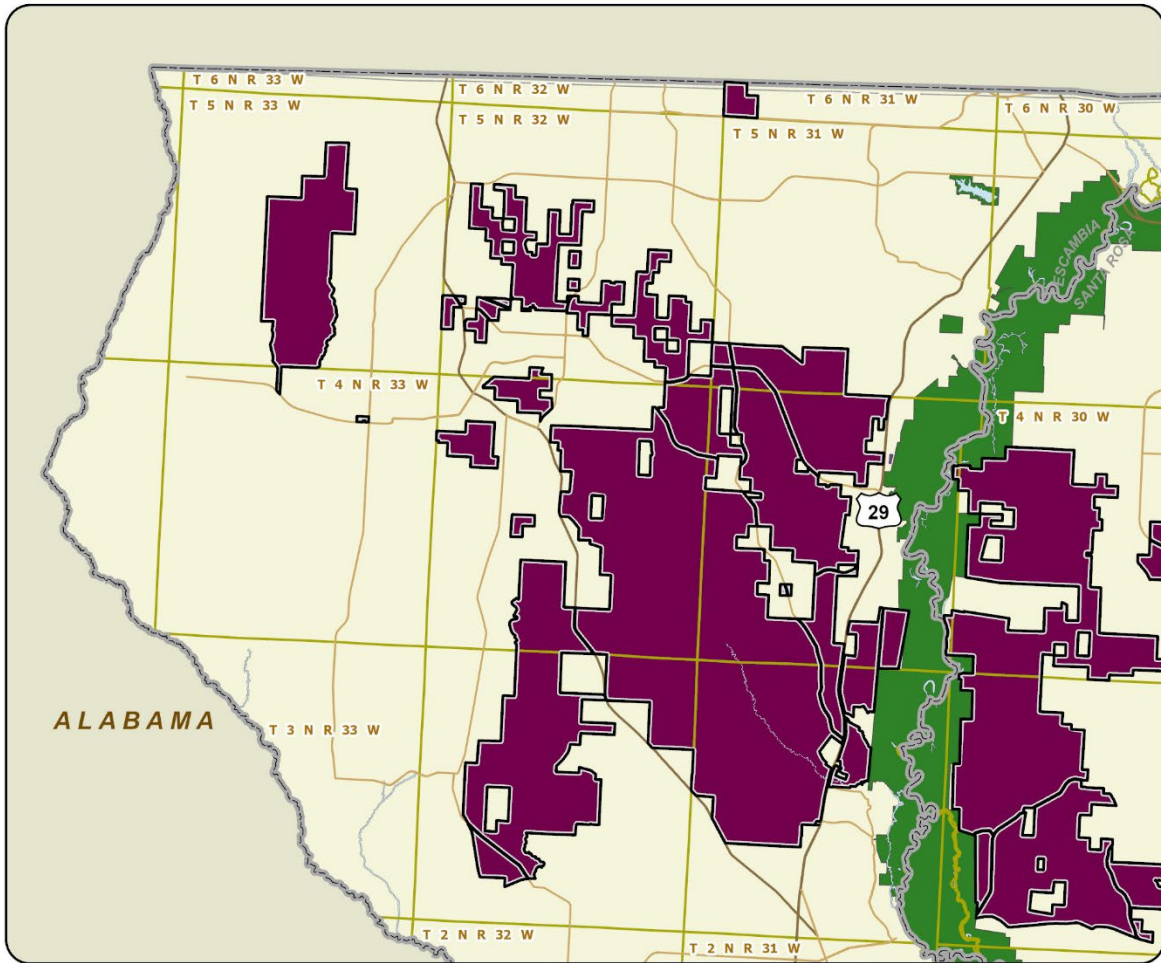 T 6 N R 33 W
T 5 N R 33 W
T 6 N R 32 W
T 5 N R 32 W
T 6 N R 31 W
T 5 N R 31 W
T 6 N R 30 W
ESCAMBIA
SANTA ROSA
T 4 N R 33 W
T 4 N R 30 W
29
ALABAMA
T 3 N R 33 W
T 2 N R 32 W
T 2 N R 31 W